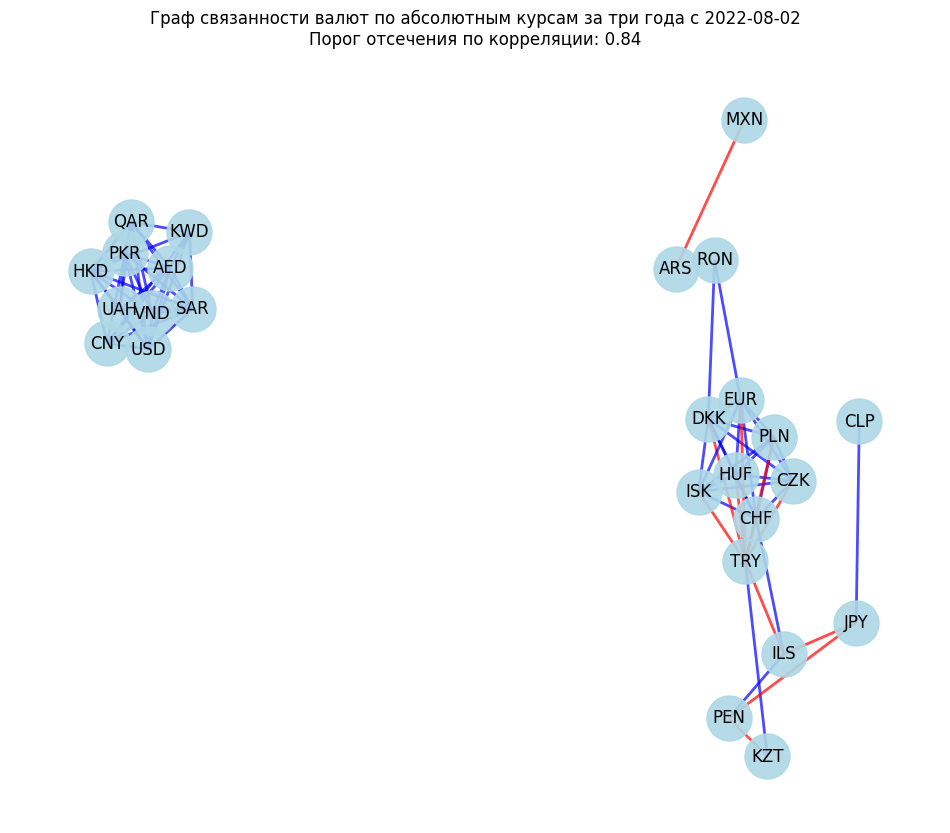 Граф связанности валют по абсолютным курсам за три года с 2022-08-02
Порог отсечения по корреляции: 0.84
MXN
QAR
KWD
PKR
RON
HKD
AED
ARS
UAH
VND
SAR
CNY
USD
EUR
DKK
CLP
PLN
HUF
CZK
ISK
CHF
TRY
JPY
ILS
PEN
KZT